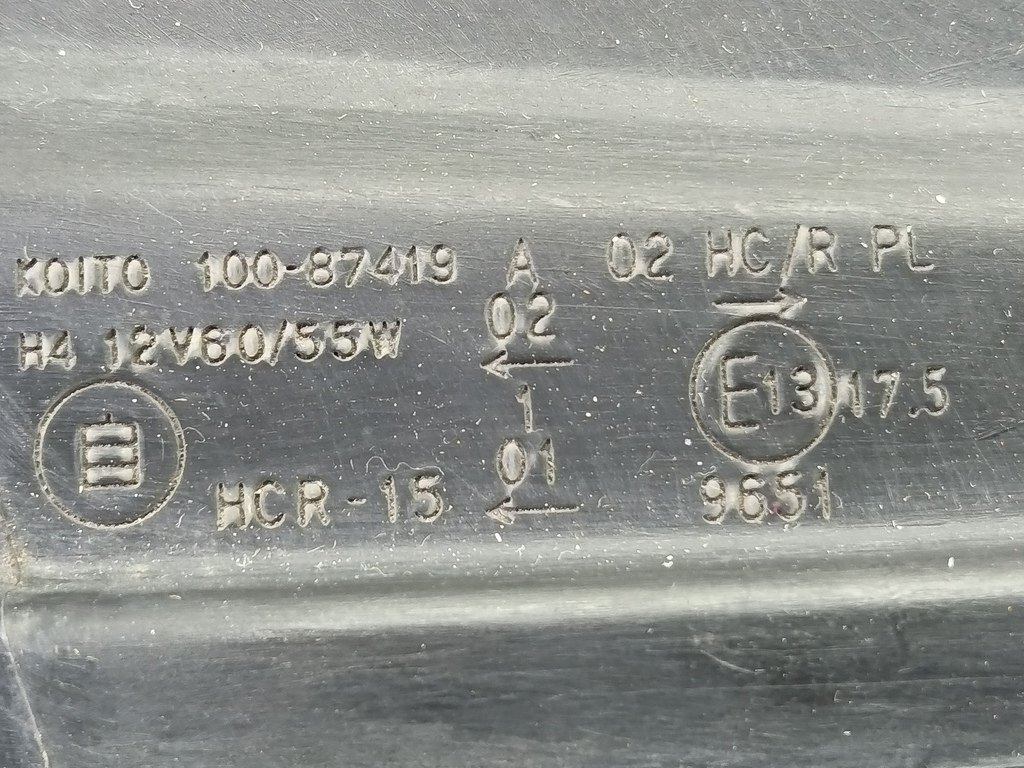 KOITO 100-87419 A 02 HC/R PL
02 →
H4 12V60/55W ←
1 E13 17.5
01
HCR-15 ← 9651